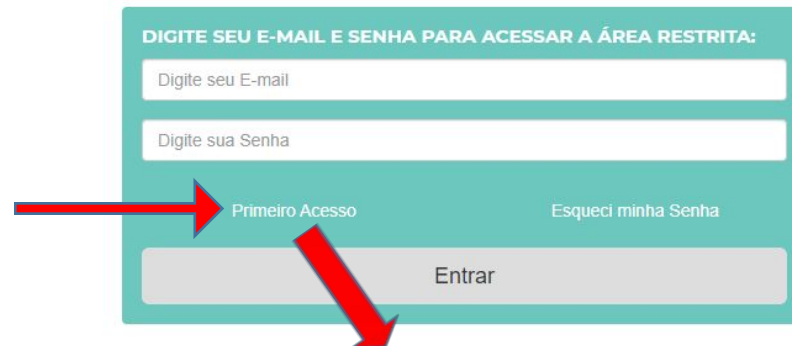 DIGITE SEU E-MAIL E SENHA PARA ACESSAR A ÁREA RESTRITA:
Digite seu E-mail
Digite sua Senha
Primeiro Acesso
Esqueci minha Senha
Entrar